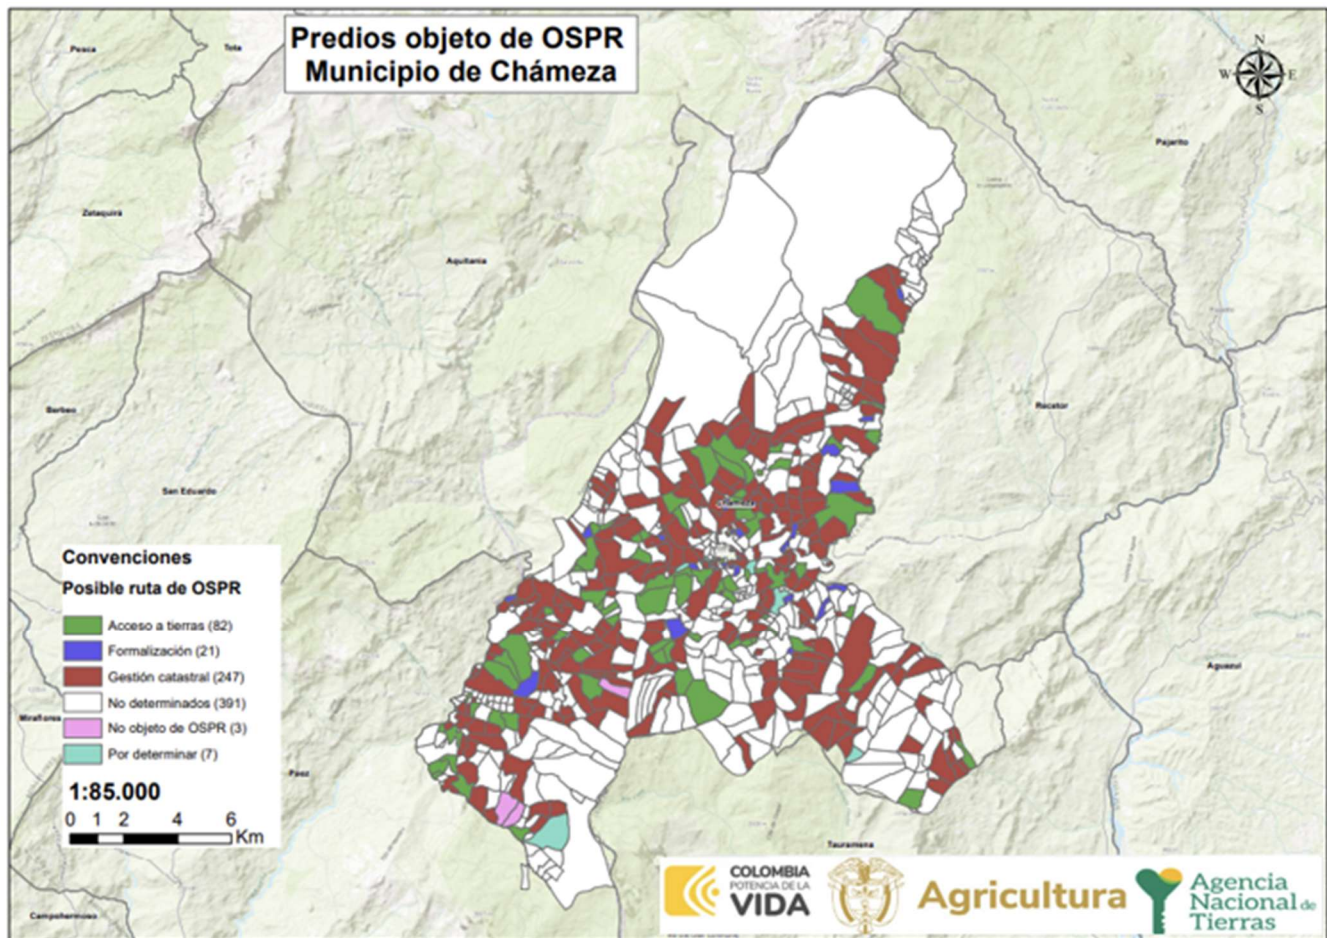 Predios objeto de OSPR
Municipio de Chámeza
N
W
E
S
Pesca
Tota
Pajarito
Zetaquirá
Aquitania
Berbeo
Recetor
San Eduardo
Chámeza
Convenciones
Posible ruta de OSPR
Acceso a tierras (82)
Formalización (21)
Gestión catastral (247)
No determinados (391)
No objeto de OSPR (3)
Por determinar (7)
1:85.000
0 1 2 4 6
Km
Miraflores
Páez
Aguazul
Tauramena
Campohermoso
COLOMBIA
POTENCIA DE LA
VIDA
Agricultura
Agencia
Nacional de
Tierras